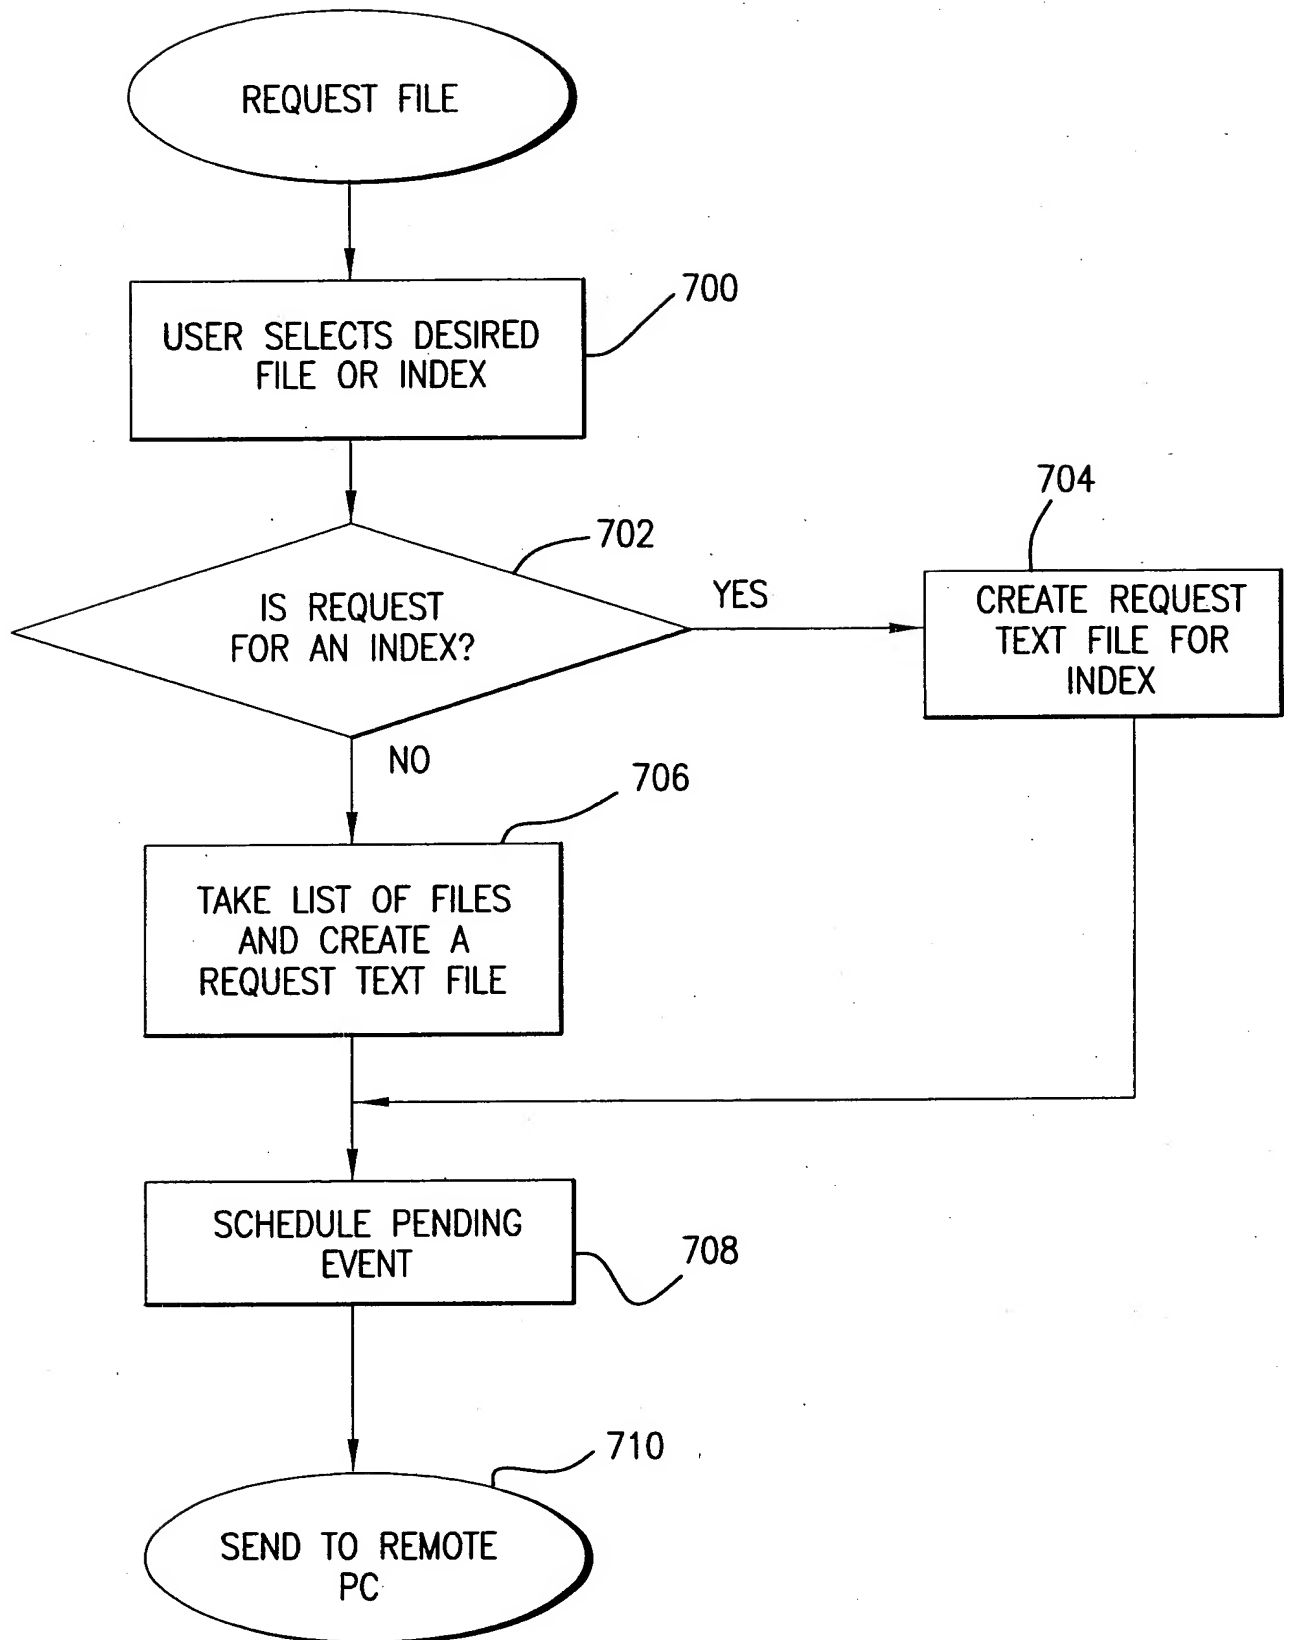 REQUEST FILE
700
USER SELECTS DESIRED
FILE OR INDEX
702
IS REQUEST
FOR AN INDEX?
YES
704
CREATE REQUEST
TEXT FILE FOR
INDEX
NO
706
TAKE LIST OF FILES
AND CREATE A
REQUEST TEXT FILE
SCHEDULE PENDING
EVENT
708
710
SEND TO REMOTE
PC